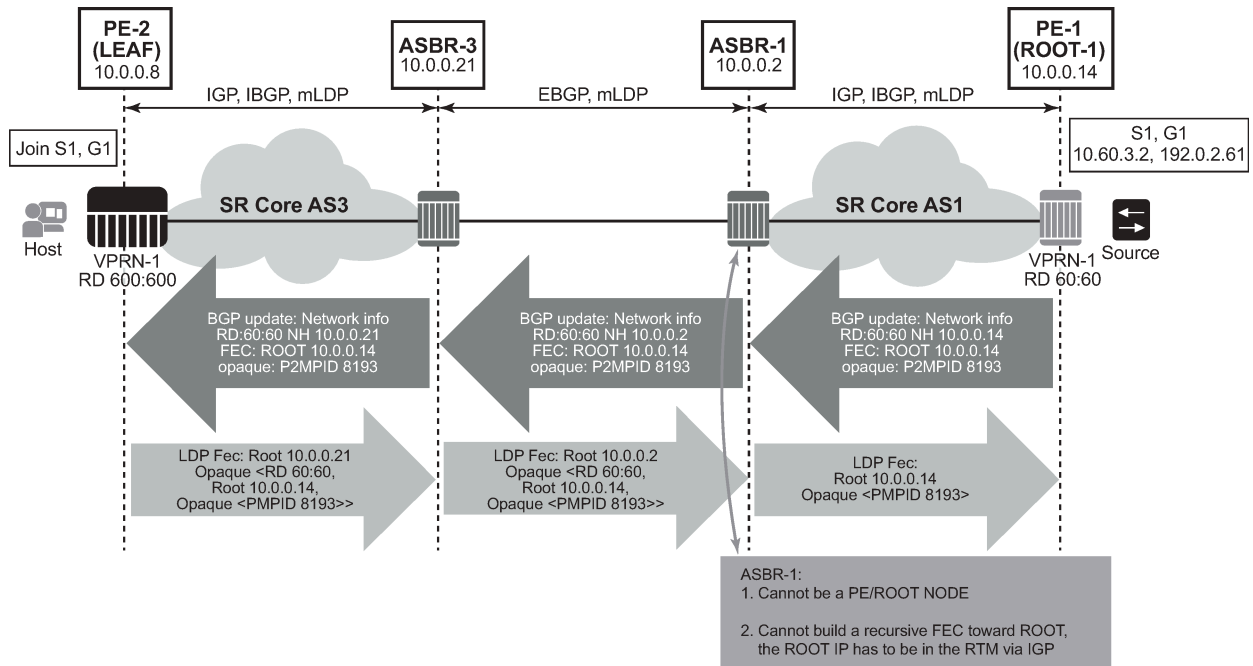 PE-2
(LEAF)
10.0.0.8
ASBR-3
10.0.0.21
ASBR-1
10.0.0.2
PE-1
(ROOT-1)
10.0.0.14
IGP, IBGP, mLDP
EBGP, mLDP
IGP, IBGP, mLDP
Join S1, G1
S1, G1
10.60.3.2, 192.0.2.61
SR Core AS3
SR Core AS1
Host
VPRN-1
RD 600:600
VPRN-1
RD 60:60
Source
BGP update: Network info
RD:60:60 NH 10.0.0.21
FEC: ROOT 10.0.0.14
opaque: P2MPID 8193
BGP update: Network info
RD:60:60 NH 10.0.0.2
FEC: ROOT 10.0.0.14
opaque: P2MPID 8193
BGP update: Network info
RD:60:60 NH 10.0.0.14
FEC: ROOT 10.0.0.14
opaque: P2MPID 8193
LDP Fec: Root 10.0.0.21
Opaque <RD 60:60,
Root 10.0.0.14,
Opaque <PMPID 8193>>
LDP Fec: Root 10.0.0.2
Opaque <RD 60:60,
Root 10.0.0.14,
Opaque <PMPID 8193>>
LDP Fec:
Root 10.0.0.14
Opaque <PMPID 8193>
ASBR-1:
1. Cannot be a PE/ROOT NODE
2. Cannot build a recursive FEC toward ROOT,
the ROOT IP has to be in the RTM via IGP